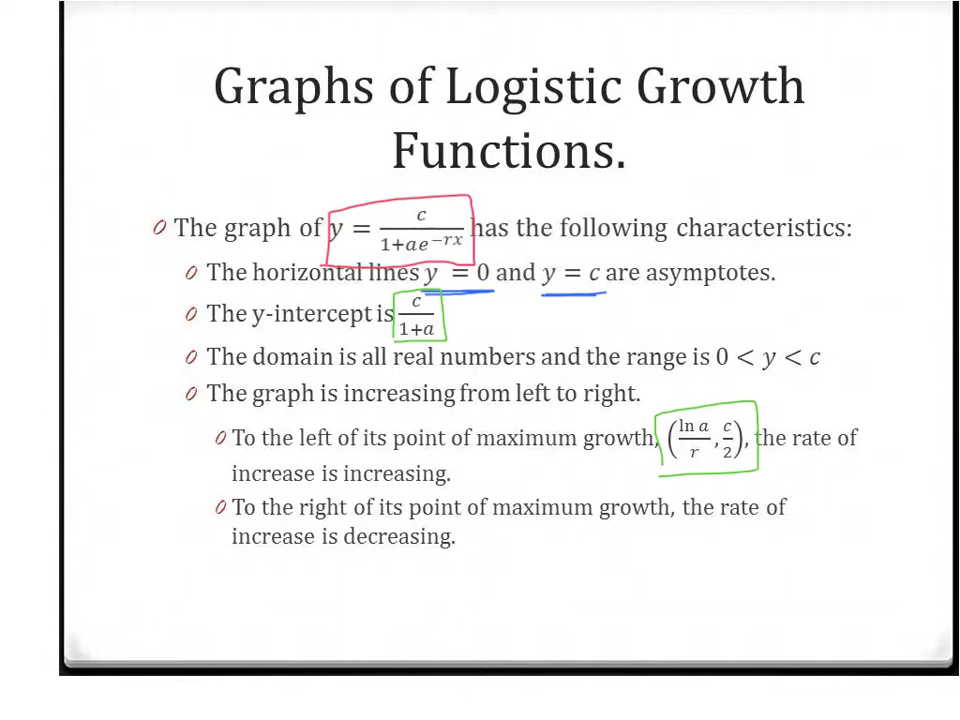 Graphs of Logistic Growth
Functions.
The graph of y = c/(1+ae^(−rx)) has the following characteristics:
The horizontal lines y = 0 and y = c are asymptotes.
The y-intercept is c/(1+a)
The domain is all real numbers and the range is 0 < y < c
The graph is increasing from left to right.
To the left of its point of maximum growth, (ln a/r, c/2), the rate of
increase is increasing.
To the right of its point of maximum growth, the rate of
increase is decreasing.